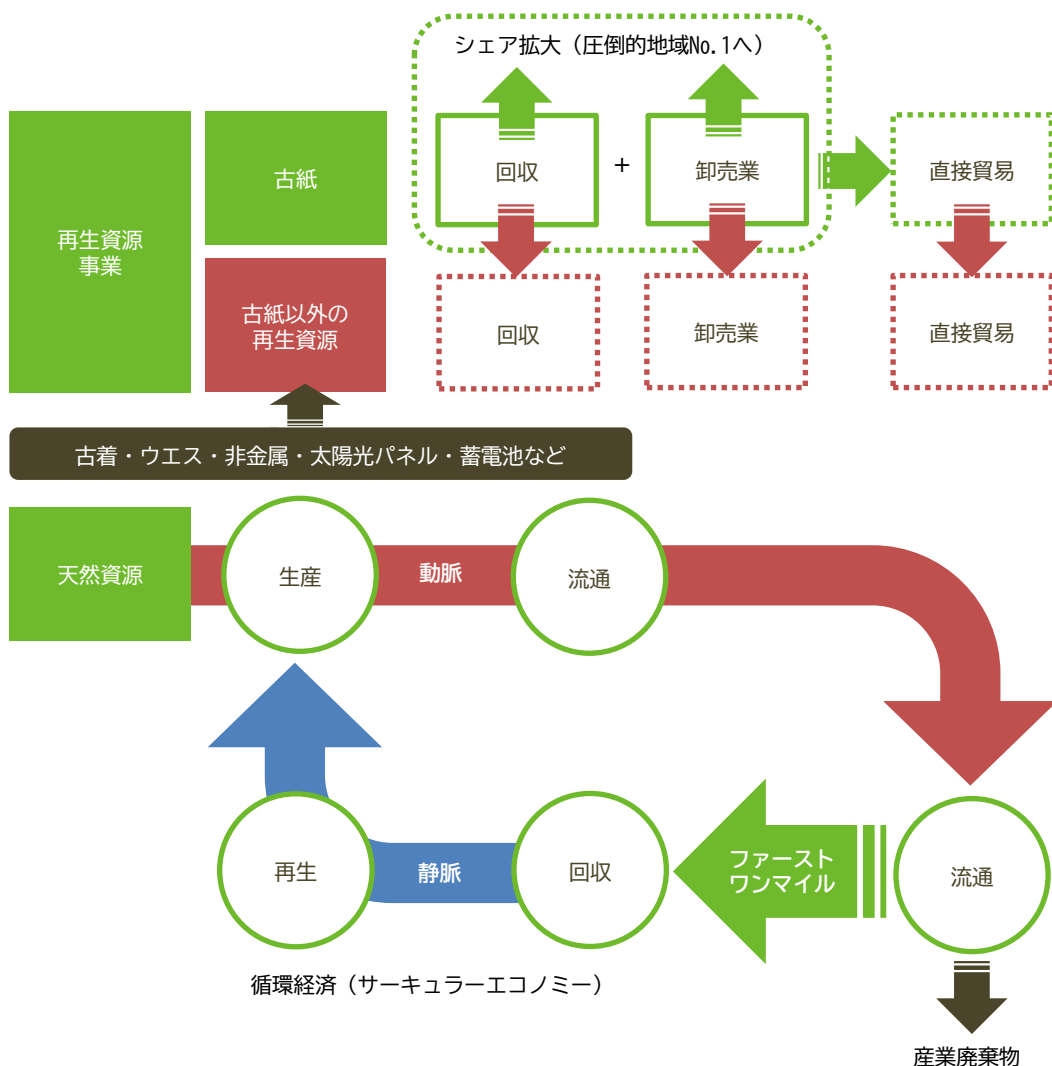 シェア拡大（圧倒的地域No.1へ）
再生資源
事業
古紙
回収
+
卸売業
直接貿易
古紙以外の
再生資源
回収
卸売業
直接貿易
古着・ウエス・非金属・太陽光パネル・蓄電池など
天然資源
生産
動脈
流通
再生
静脈
回収
ファースト
ワンマイル
流通
循環経済（サーキュラーエコノミー）
産業廃棄物